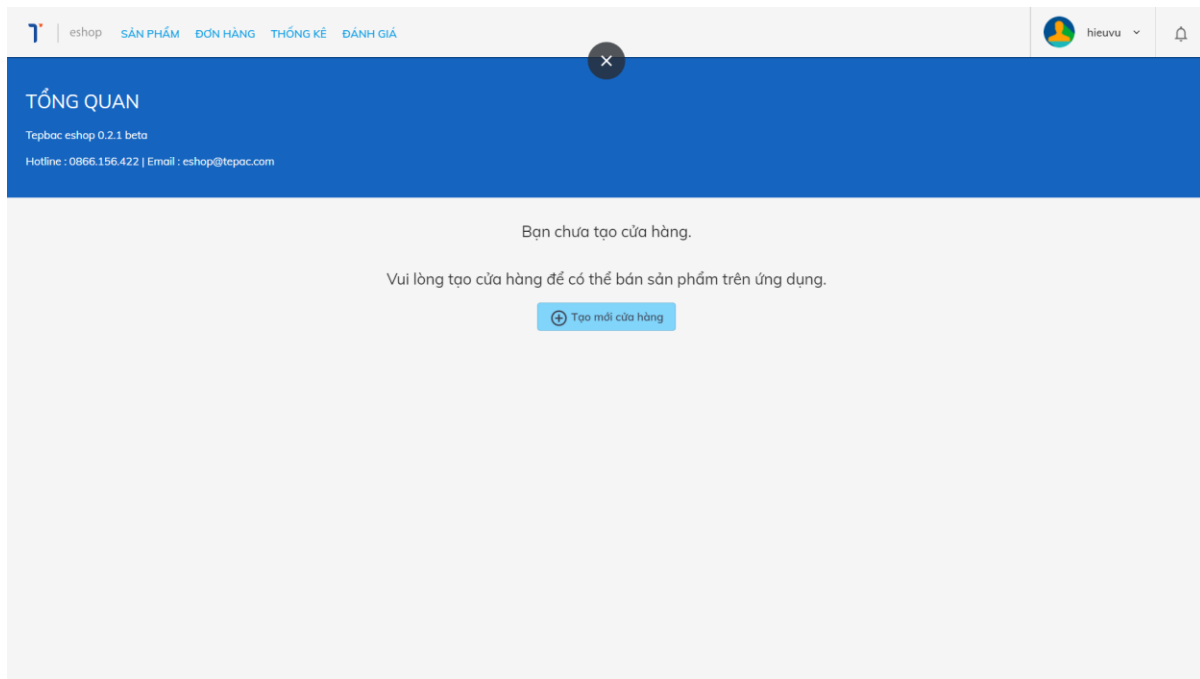 eshop SẢN PHẨM ĐƠN HÀNG THỐNG KÊ ĐÁNH GIÁ hieuvu
TỔNG QUAN
Tepbac eshop 0.2.1 beta
Hotline : 0866.156.422 | Email : eshop@tepac.com
Bạn chưa tạo cửa hàng.
Vui lòng tạo cửa hàng để có thể bán sản phẩm trên ứng dụng.
Tạo mới cửa hàng